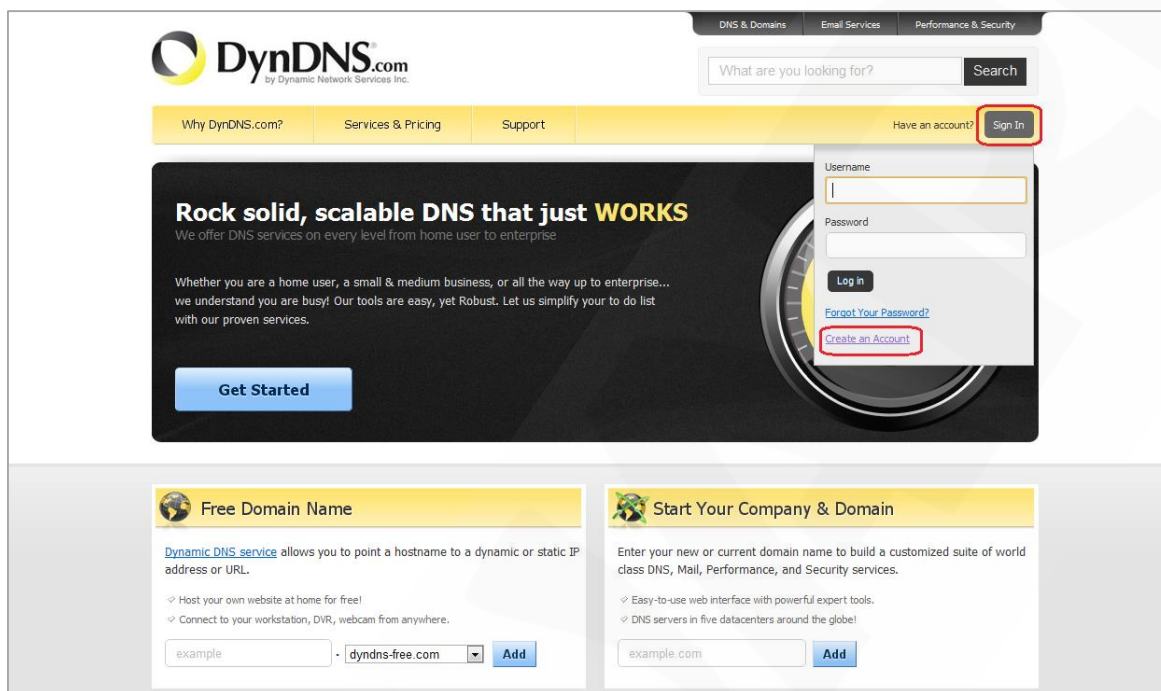 DNS & Domains Email Services Performance & Security
DynDNS.com
by Dynamic Network Services Inc.
What are you looking for? Search
Why DynDNS.com? Services & Pricing Support Have an account? Sign In
Username
Password
Log in
Forgot Your Password?
Create an Account
Rock solid, scalable DNS that just WORKS
We offer DNS services on every level from home user to enterprise
Whether you are a home user, a small & medium business, or all the way up to enterprise...
we understand you are busy! Our tools are easy, yet Robust. Let us simplify your to do list
with our proven services.
Get Started
Free Domain Name
Dynamic DNS service allows you to point a hostname to a dynamic or static IP
address or URL.
Host your own website at home for free!
Connect to your workstation, DVR, webcam from anywhere.
example . dyndns-free.com Add
Start Your Company & Domain
Enter your new or current domain name to build a customized suite of world
class DNS, Mail, Performance, and Security services.
Easy-to-use web interface with powerful expert tools.
DNS servers in five datacenters around the globe!
example.com Add